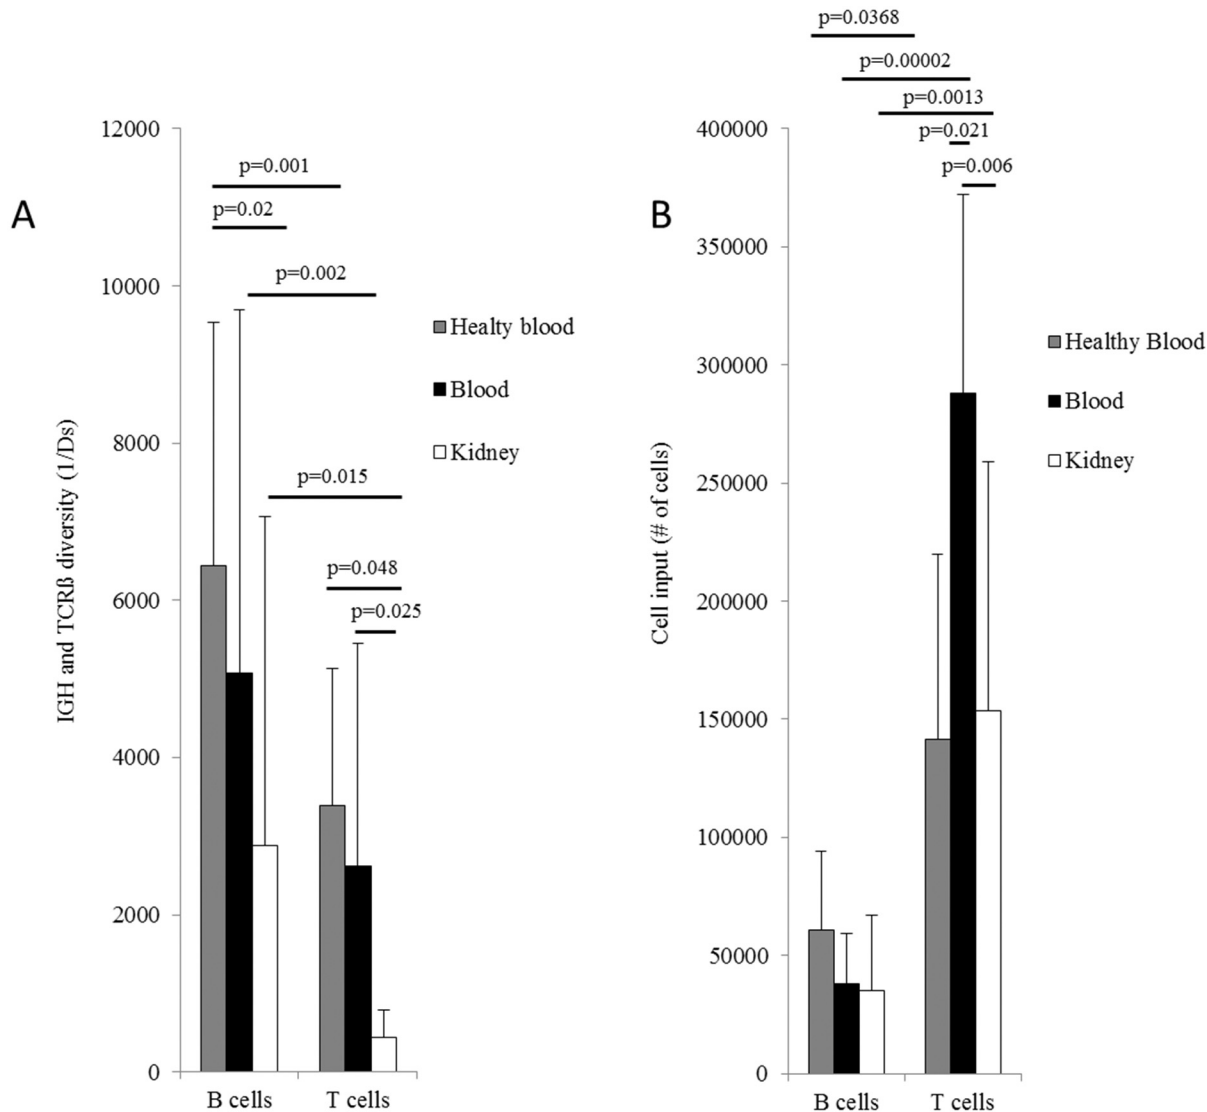 A
12000
10000
8000
6000
4000
2000
0
IGH and TCRß diversity (1/Ds)
p=0.001
p=0.02
p=0.002
p=0.015
p=0.048
p=0.025
Healty blood
Blood
Kidney
B cells
T cells
B
400000
350000
300000
250000
200000
150000
100000
50000
0
Cell input (# of cells)
p=0.0368
p=0.00002
p=0.0013
p=0.021
p=0.006
Healthy Blood
Blood
Kidney
B cells
T cells